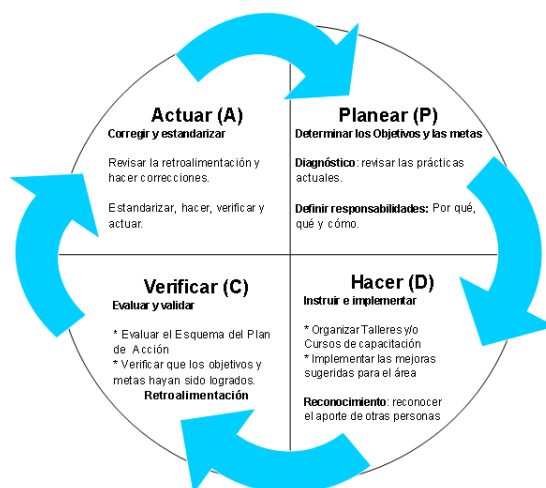 Actuar (A)
Corregir y estandarizar
Revisar la retroalimentación y
hacer correcciones.
Estandarizar, hacer, verificar y
actuar.
Planear (P)
Determinar los Objetivos y las metas
Diagnóstico: revisar las prácticas
actuales.
Definir responsabilidades: Por qué,
qué y cómo.
Verificar (C)
Evaluar y validar
* Evaluar el Esquema del Plan
de Acción
* Verificar que los objetivos y
metas hayan sido logrados.
Retroalimentación
Hacer (D)
Instruir e implementar
* Organizar Talleres y/o
Cursos de capacitación
* Implementar las mejoras
sugeridas para el área
Reconocimiento: reconocer
el aporte de otras personas